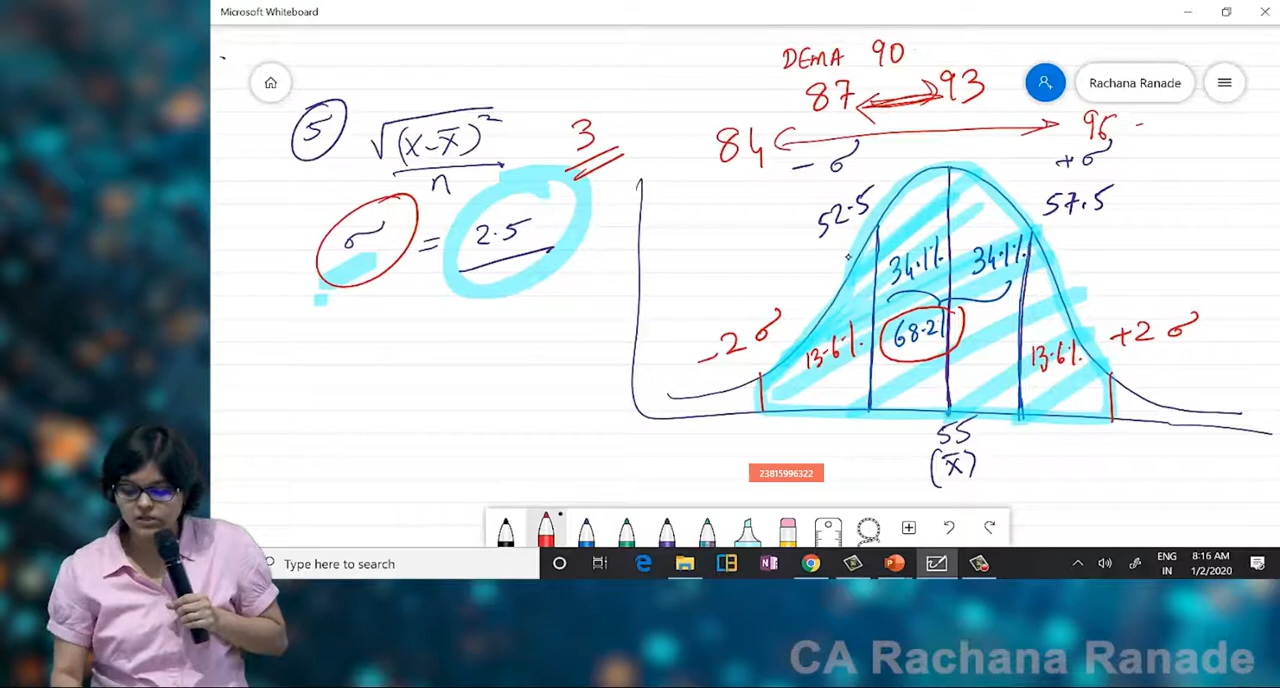 Microsoft Whiteboard
DEMA 90
87 93
Rachana Ranade
5
√(x-x̄)²
n
3
84 96
-σ +σ
52.5 57.5
σ = 2.5
34.1% 34.1%
-2σ +2σ
13.6% 68.2% 13.6%
55
(x̄)
23815996322
Type here to search
ENG
IN
8:16 AM
1/2/2020
CA Rachana Ranade